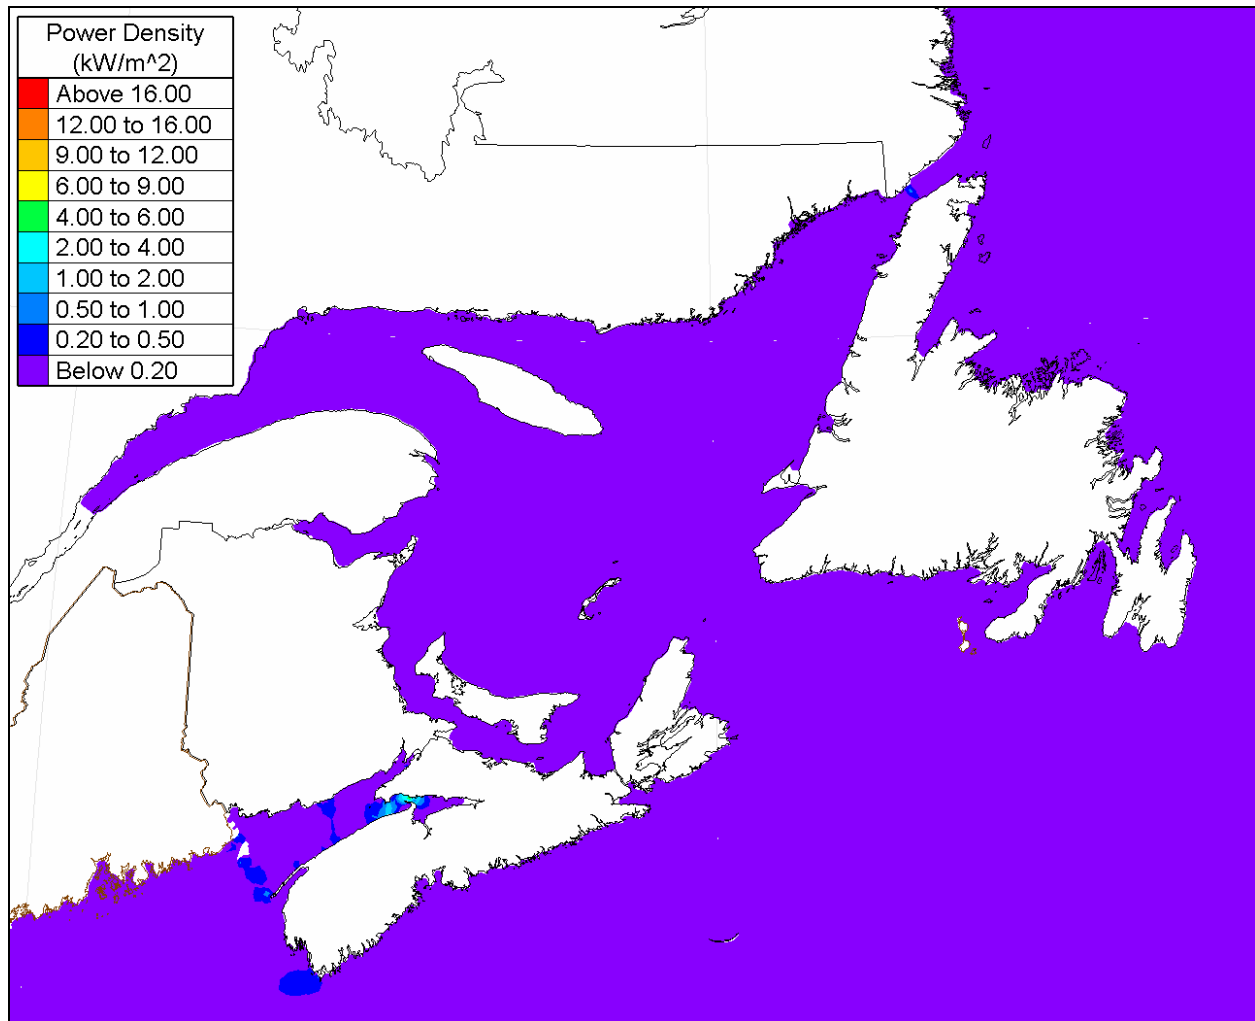 Power Density
(kW/m^2)
Above 16.00
12.00 to 16.00
9.00 to 12.00
6.00 to 9.00
4.00 to 6.00
2.00 to 4.00
1.00 to 2.00
0.50 to 1.00
0.20 to 0.50
Below 0.20